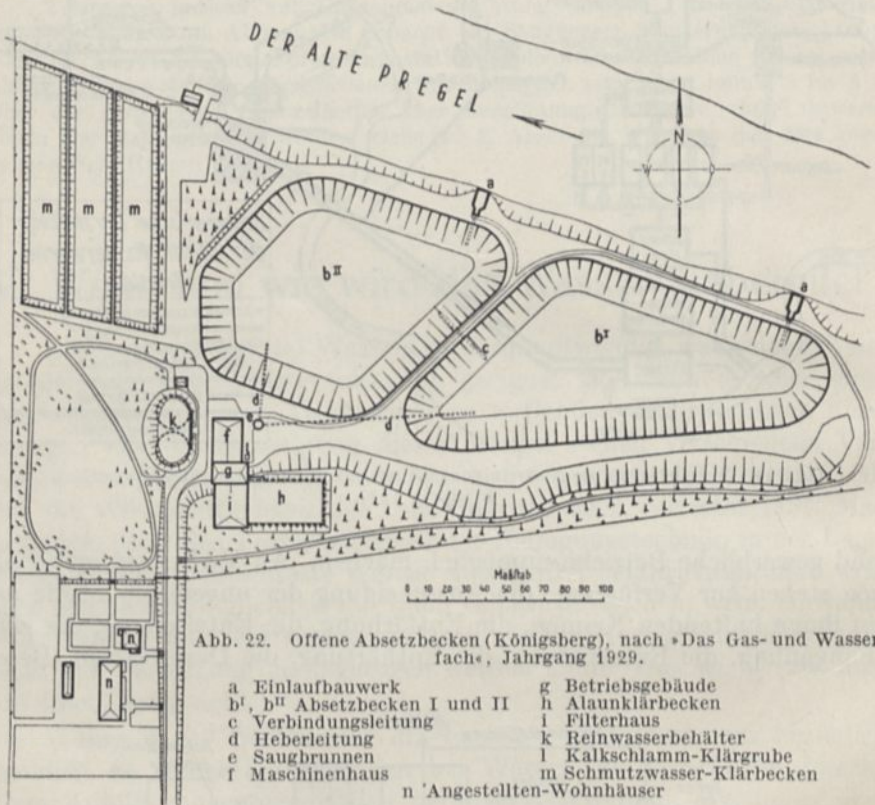 DER ALTE PREGEL
N
W O
S
a
m m m
bII
a
c
bI
d
e
d
k
f
g
h
i
n
n
Maßstab
0 10 20 30 40 50 60 70 80 90 100
Abb. 22. Offene Absetzbecken (Königsberg), nach »Das Gas- und Wasser
fach«, Jahrgang 1929.
a Einlaufbauwerk
bI, bII Absetzbecken I und II
c Verbindungsleitung
d Heberleitung
e Saugbrunnen
f Maschinenhaus
g Betriebsgebäude
h Alaunklärbecken
i Filterhaus
k Reinwasserbehälter
l Kalkschlamm-Klärgrube
m Schmutzwasser-Klärbecken
n Angestellten-Wohnhäuser